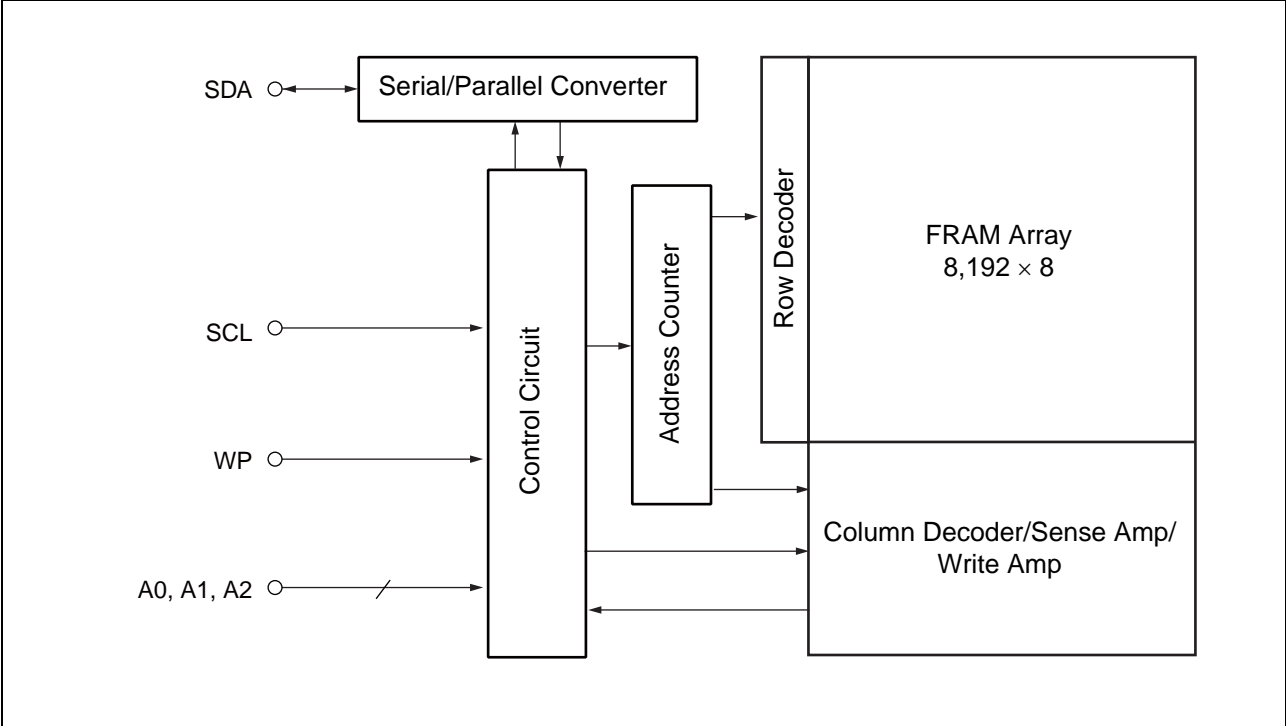 SDA
Serial/Parallel Converter
SCL
WP
A0, A1, A2
Control Circuit
Address Counter
Row Decoder
FRAM Array
8,192 × 8
Column Decoder/Sense Amp/
Write Amp